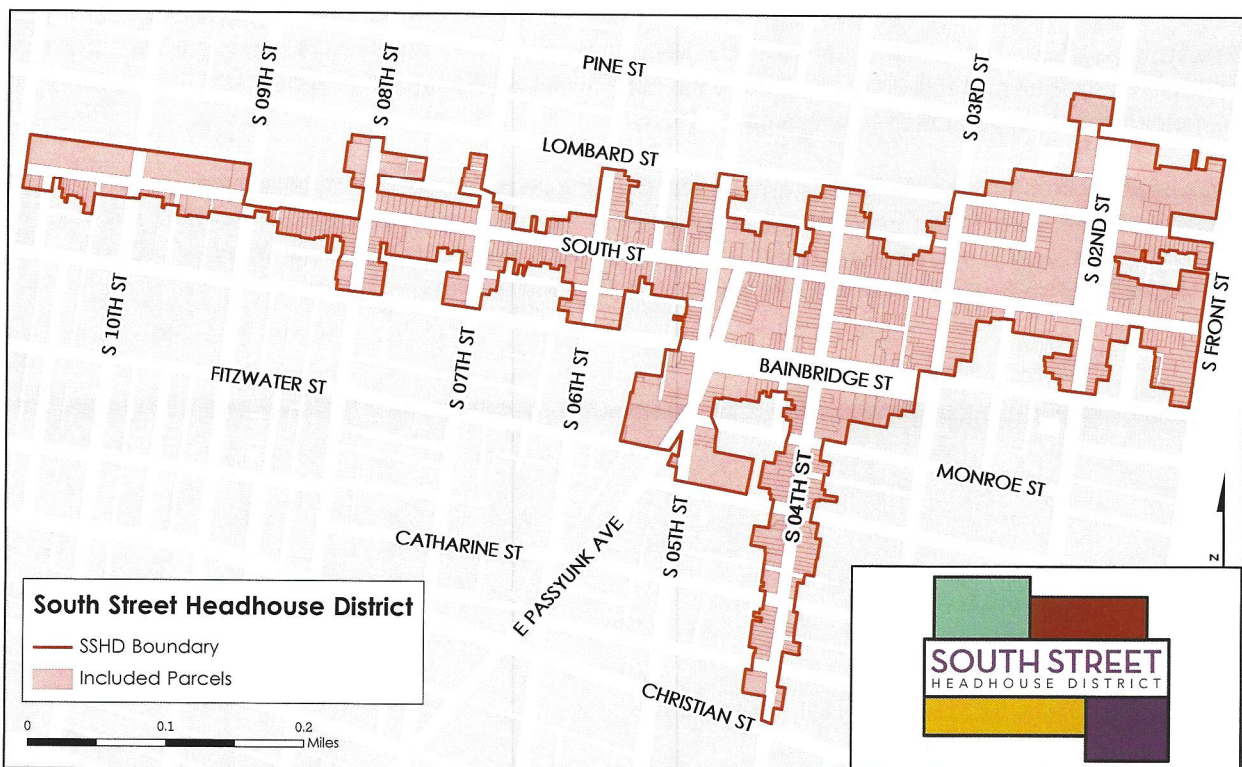 PINE ST
S 09TH ST
S 08TH ST
S 03RD ST
LOMBARD ST
SOUTH ST
S 02ND ST
S FRONT ST
S 10TH ST
FITZWATER ST
S 07TH ST
S 06TH ST
BAINBRIDGE ST
MONROE ST
S 04TH ST
S 05TH ST
CATHARINE ST
E PASSYUNK AVE
CHRISTIAN ST
N
South Street Headhouse District
SSHD Boundary
Included Parcels
0 0.1 0.2
Miles
SOUTH STREET
HEADHOUSE DISTRICT